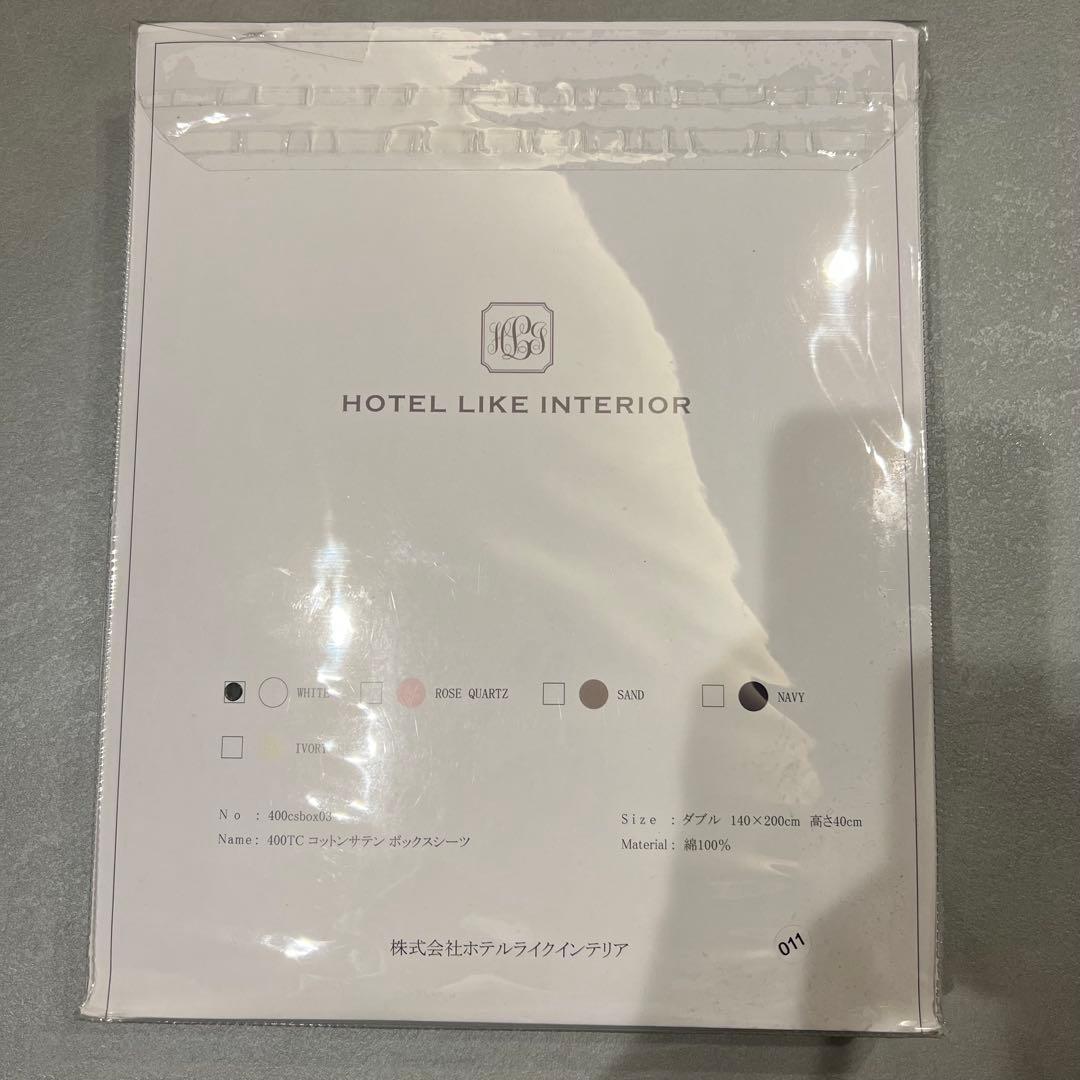 HLI
HOTEL LIKE INTERIOR
WHITE ROSE QUARTZ SAND NAVY
IVORY
No : 400csbox03 Size : ダブル 140×200cm 高さ40cm
Name: 400TC コットンサテン ボックスシーツ Material: 綿100%
株式会社ホテルライクインテリア
011